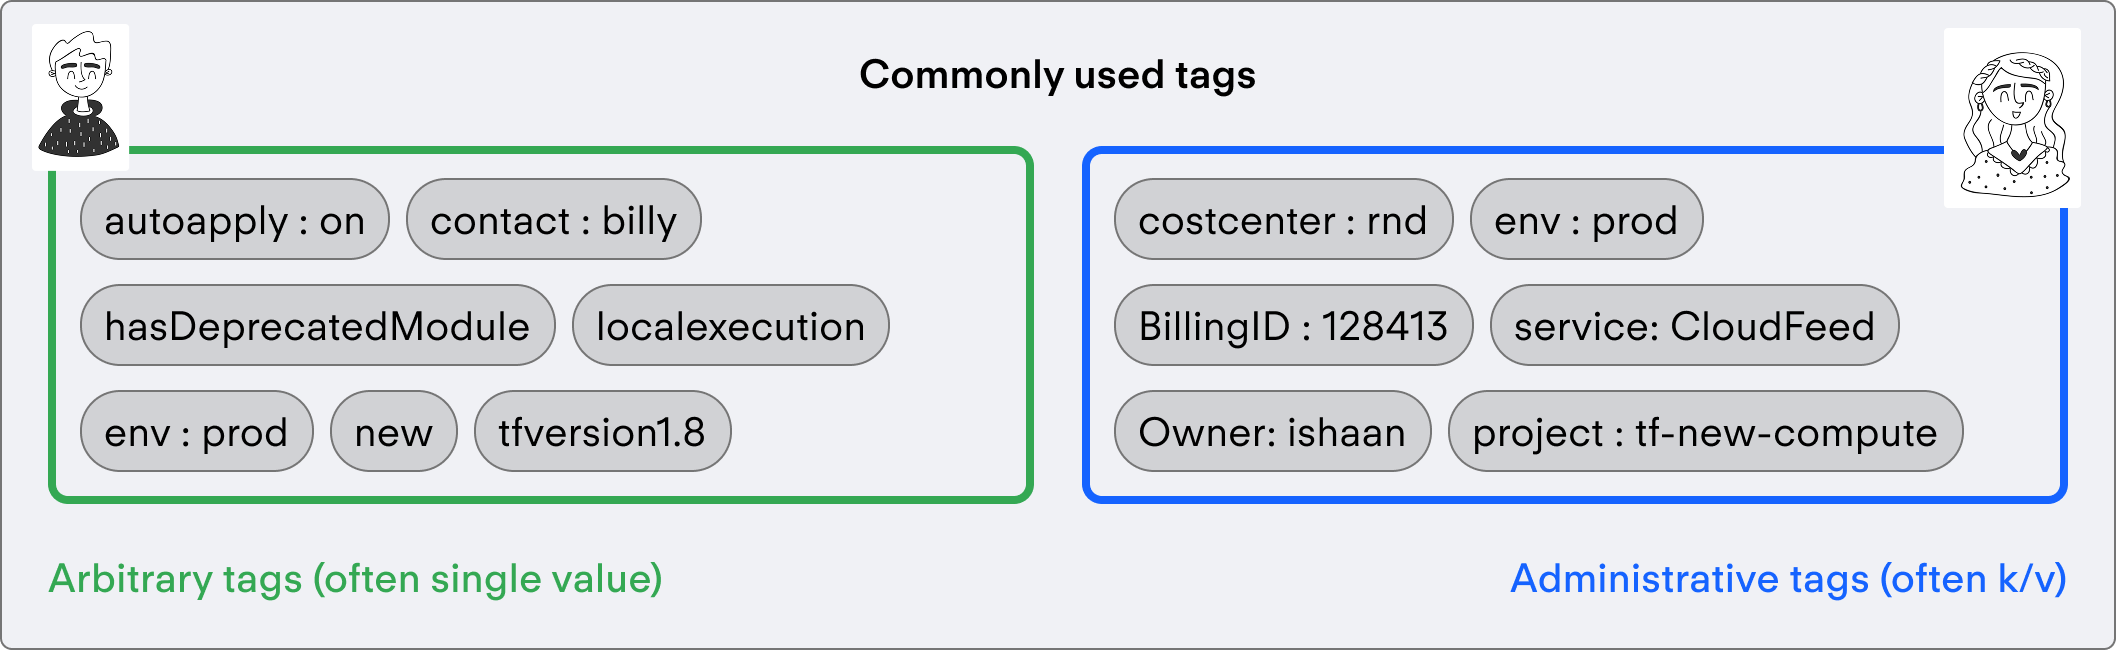 Commonly used tags
autoapply : on
contact : billy
hasDeprecatedModule
localexecution
env : prod
new
tfversion1.8
Arbitrary tags (often single value)
costcenter : rnd
env : prod
BillingID : 128413
service: CloudFeed
Owner: ishaan
project : tf-new-compute
Administrative tags (often k/v)